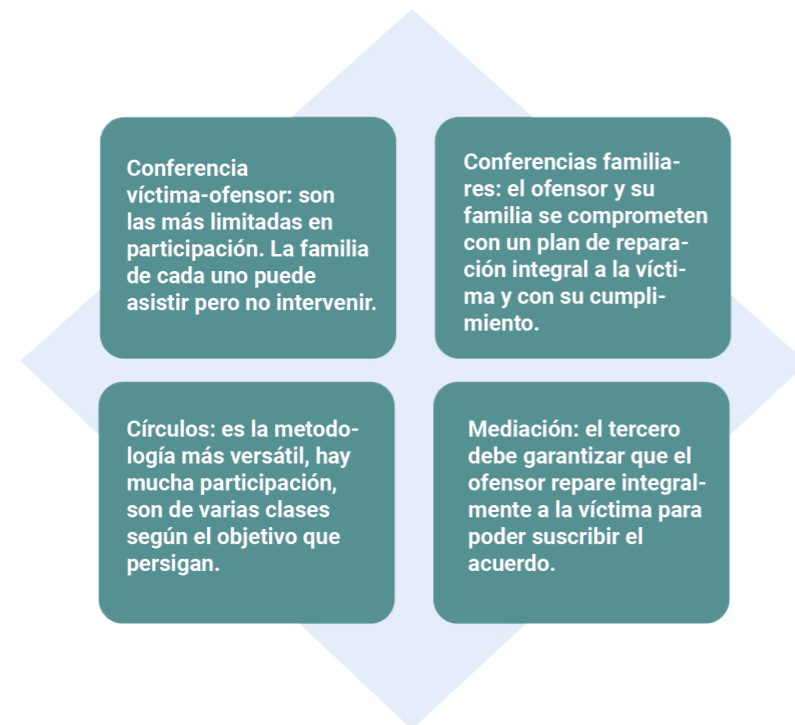 Conferencia
víctima-ofensor: son
las más limitadas en
participación. La familia
de cada uno puede
asistir pero no intervenir.
Conferencias familia-
res: el ofensor y su
familia se comprometen
con un plan de repara-
ción integral a la vícti-
ma y con su cumpli-
miento.
Círculos: es la metodo-
logía más versátil, hay
mucha participación,
son de varias clases
según el objetivo que
persigan.
Mediación: el tercero
debe garantizar que el
ofensor repare integral-
mente a la víctima para
poder suscribir el
acuerdo.